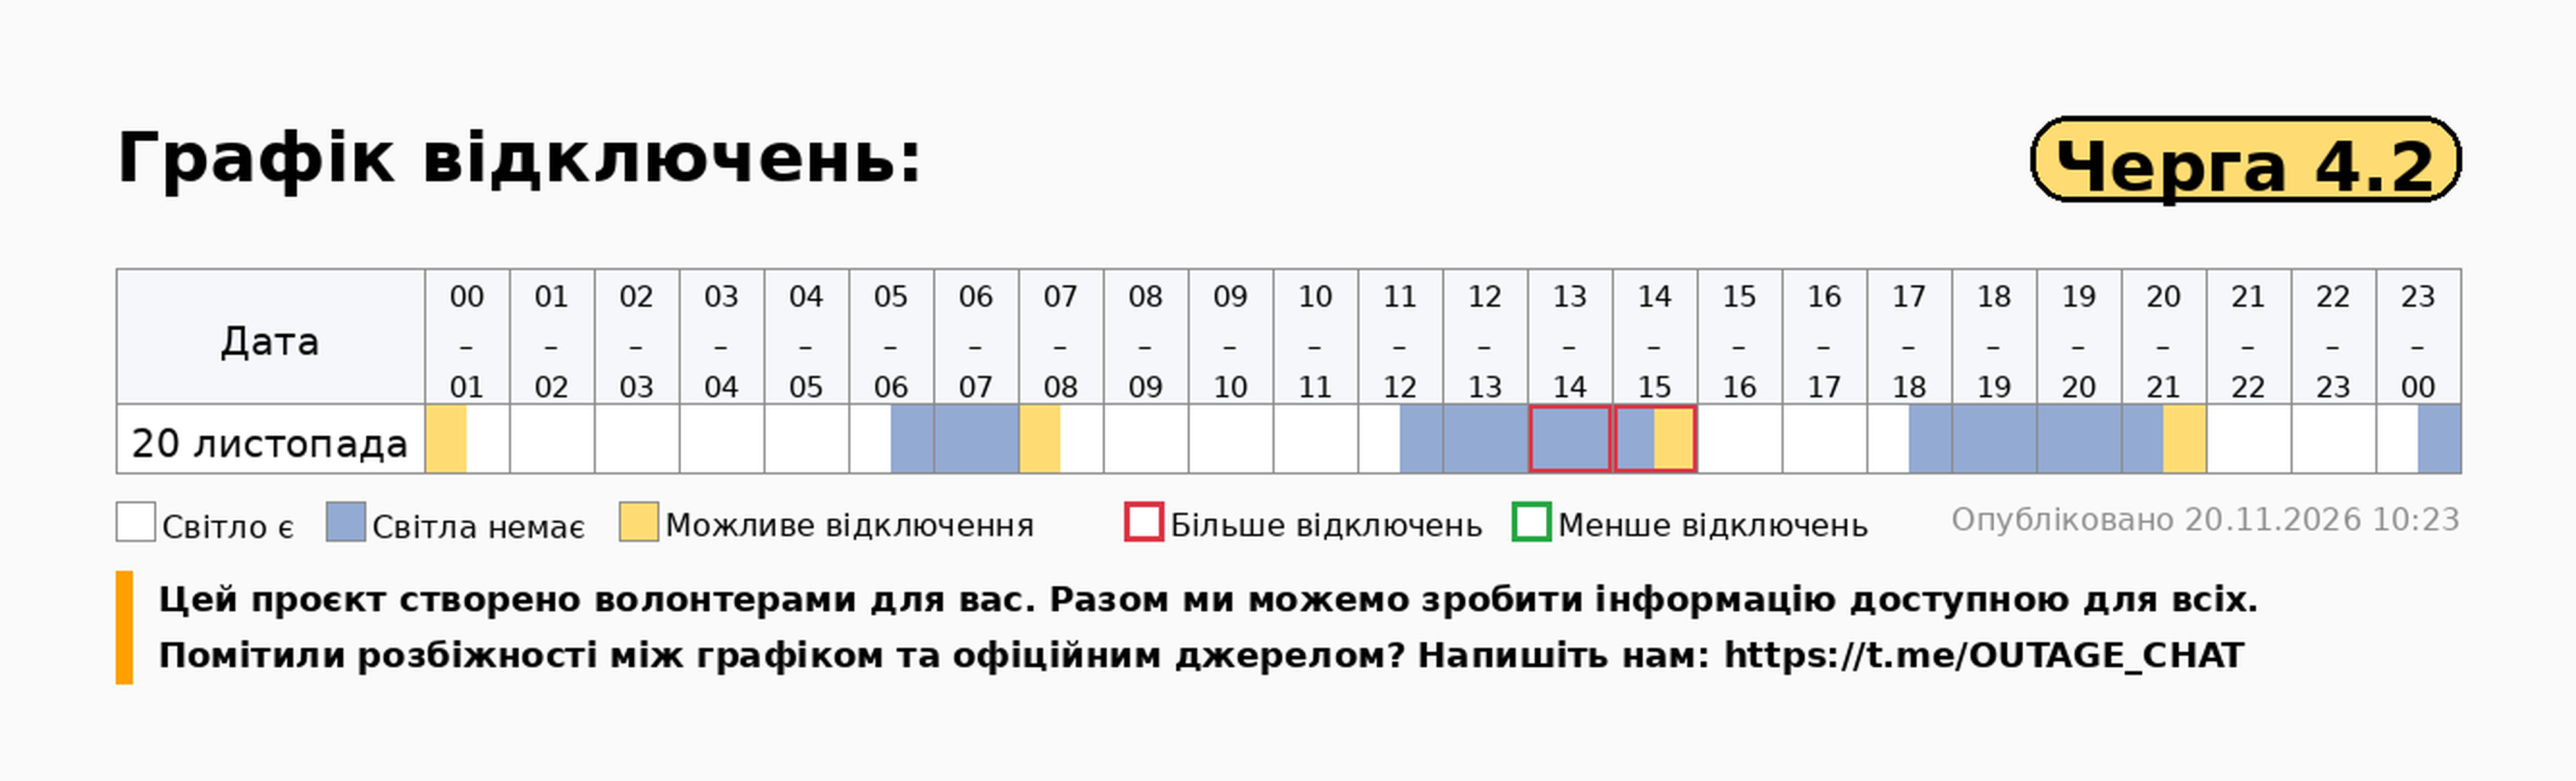 Графік відключень:
Черга 4.2
Дата
00 – 01
01 – 02
02 – 03
03 – 04
04 – 05
05 – 06
06 – 07
07 – 08
08 – 09
09 – 10
10 – 11
11 – 12
12 – 13
13 – 14
14 – 15
15 – 16
16 – 17
17 – 18
18 – 19
19 – 20
20 – 21
21 – 22
22 – 23
23 – 00
20 листопада
Світло є Світла немає Можливе відключення Більше відключень Менше відключень Опубліковано 20.11.2026 10:23
Цей проєкт створено волонтерами для вас. Разом ми можемо зробити інформацію доступною для всіх.
Помітили розбіжності між графіком та офіційним джерелом? Напишіть нам: https://t.me/OUTAGE_CHAT